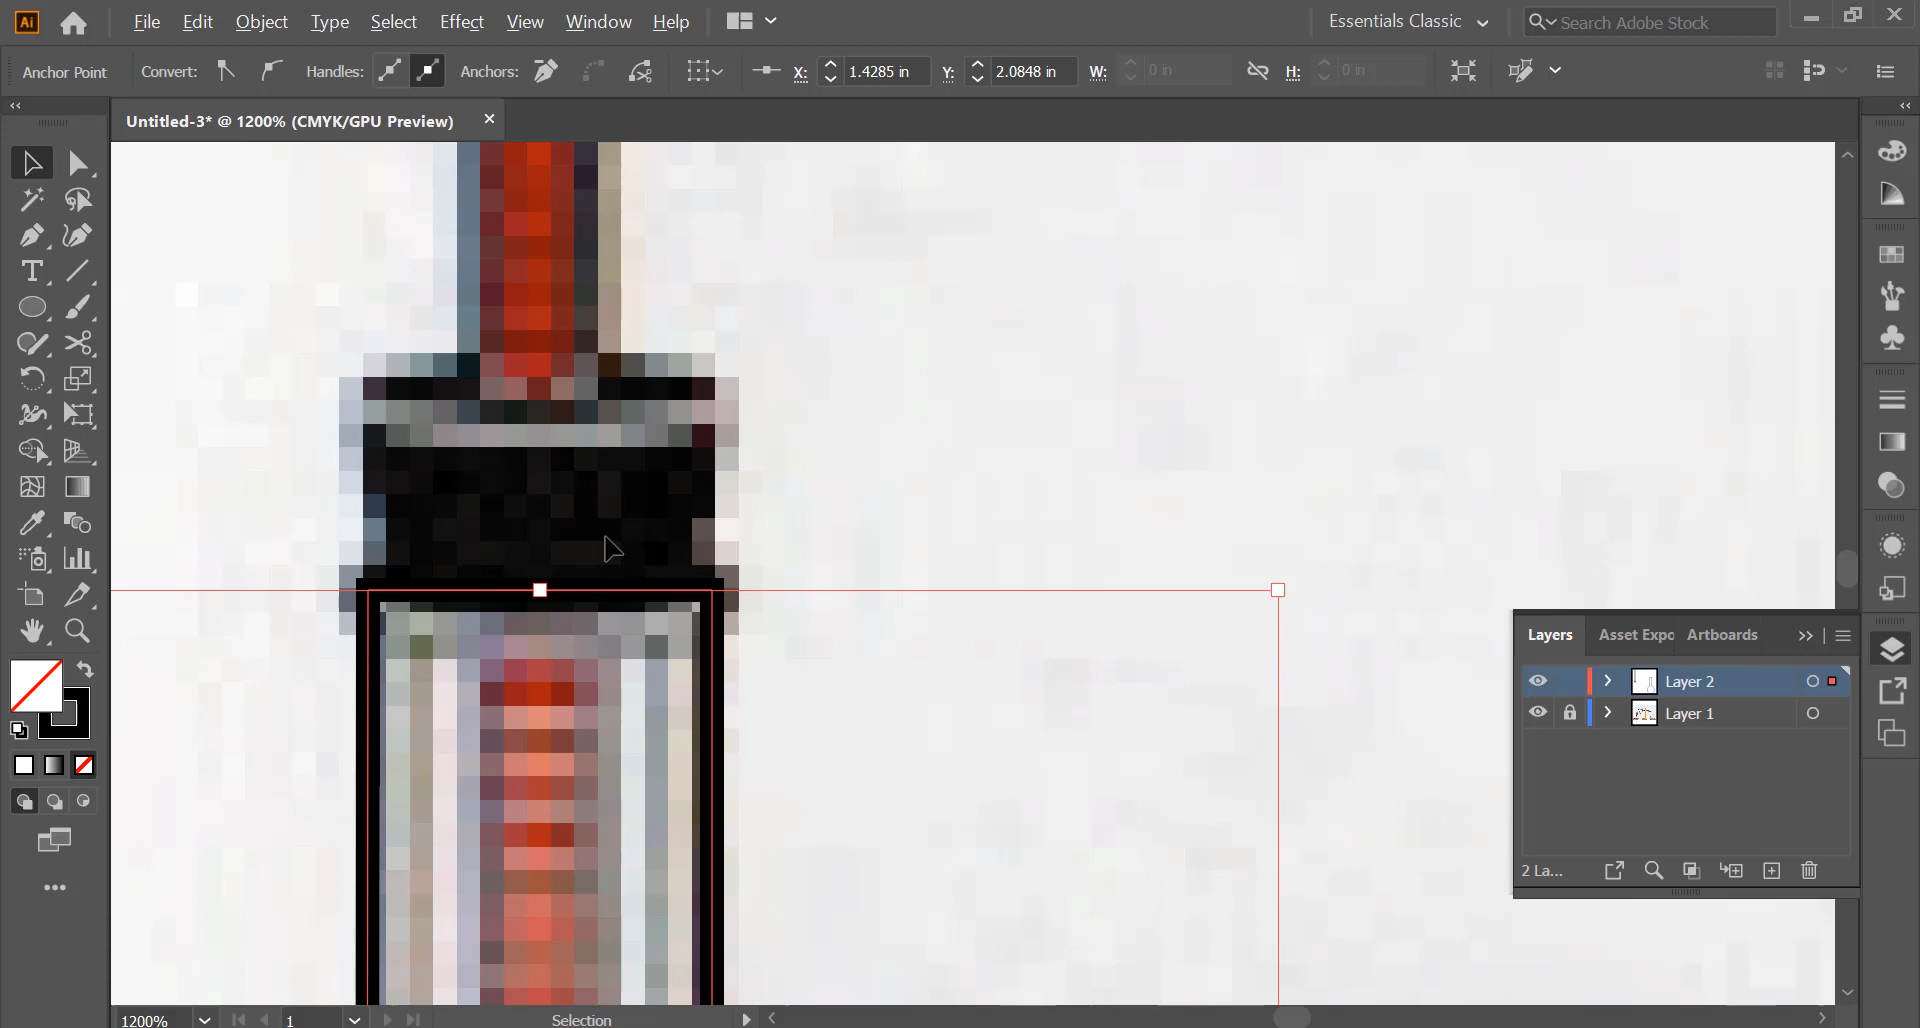 Ai File Edit Object Type Select Effect View Window Help Essentials Classic Search Adobe Stock
Anchor Point Convert: Handles: Anchors: X: 1.4285 in Y: 2.0848 in W: 0 in H: 0 in
Untitled-3* @ 1200% (CMYK/GPU Preview)
Layers Asset Expo Artboards
Layer 2
Layer 1
2 La...
1200% 1 Selection